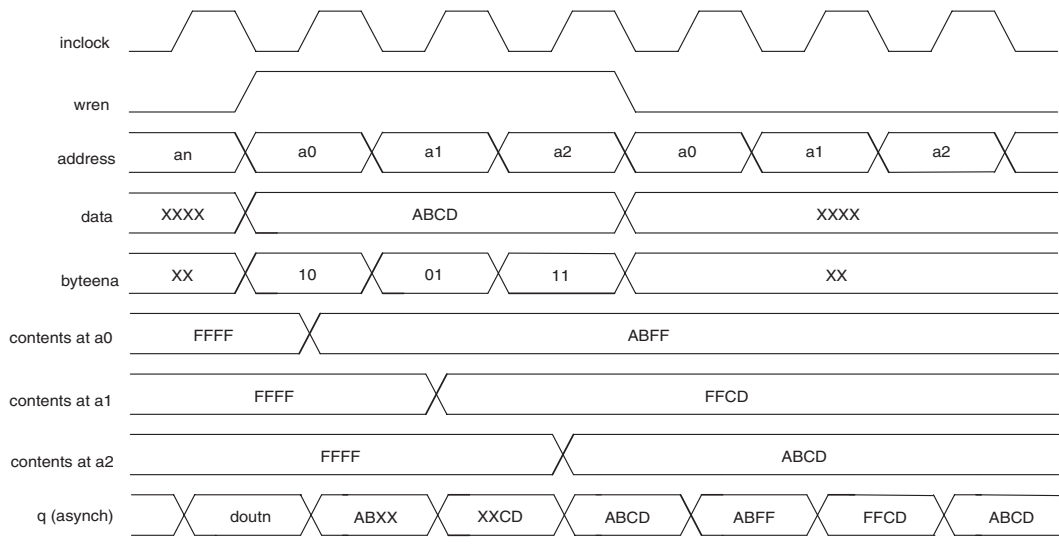 inclock
wren
address an a0 a1 a2 a0 a1 a2
data XXXX ABCD XXXX
byteena XX 10 01 11 XX
contents at a0 FFFF ABFF
contents at a1 FFFF FFCD
contents at a2 FFFF ABCD
q (asynch) doutn ABXX XXCD ABCD ABFF FFCD ABCD